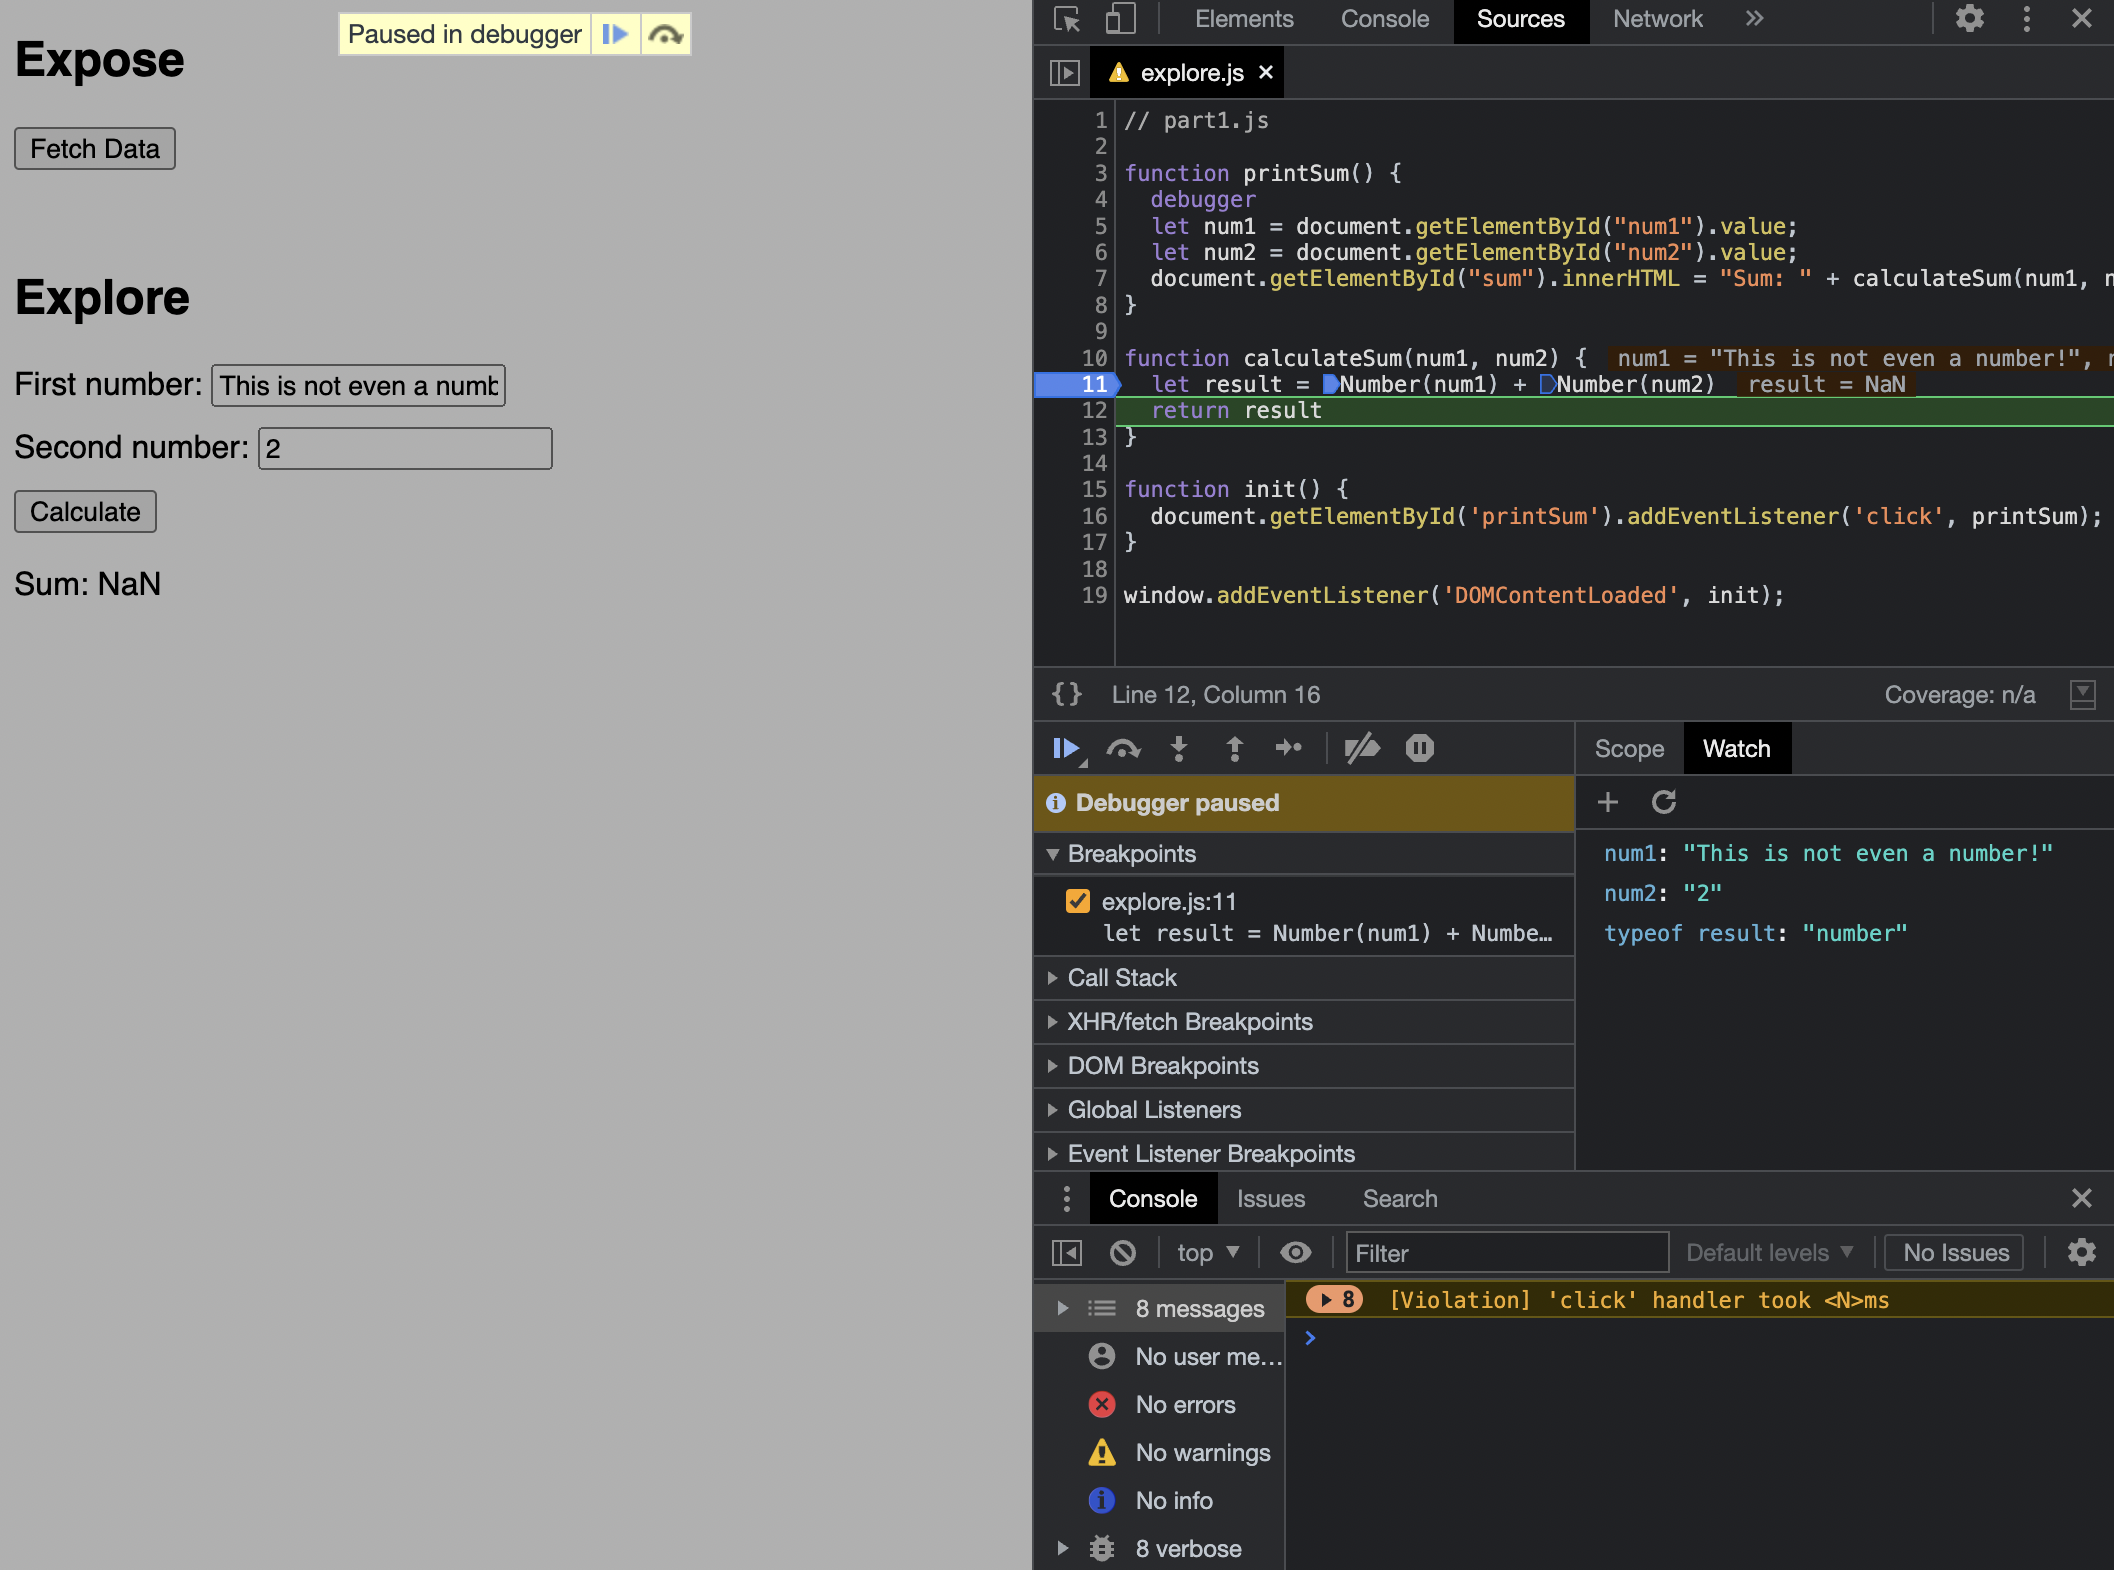 Expose
Paused in debugger
Fetch Data
Explore
First number: This is not even a numb
Second number: 2
Calculate
Sum: NaN
Elements Console Sources Network
explore.js
1 // part1.js
2
3 function printSum() {
4 debugger
5 let num1 = document.getElementById("num1").value;
6 let num2 = document.getElementById("num2").value;
7 document.getElementById("sum").innerHTML = "Sum: " + calculateSum(num1, n
8 }
9
10 function calculateSum(num1, num2) { num1 = "This is not even a number!", n
11 let result = Number(num1) + Number(num2) result = NaN
12 return result
13 }
14
15 function init() {
16 document.getElementById('printSum').addEventListener('click', printSum);
17 }
18
19 window.addEventListener('DOMContentLoaded', init);
{} Line 12, Column 16 Coverage: n/a
Scope Watch
Debugger paused
Breakpoints
explore.js:11
let result = Number(num1) + Numbe…
Call Stack
XHR/fetch Breakpoints
DOM Breakpoints
Global Listeners
Event Listener Breakpoints
num1: "This is not even a number!"
num2: "2"
typeof result: "number"
Console Issues Search
top Filter Default levels No Issues
8 messages
No user me…
No errors
No warnings
No info
8 verbose
8 [Violation] 'click' handler took <N>ms